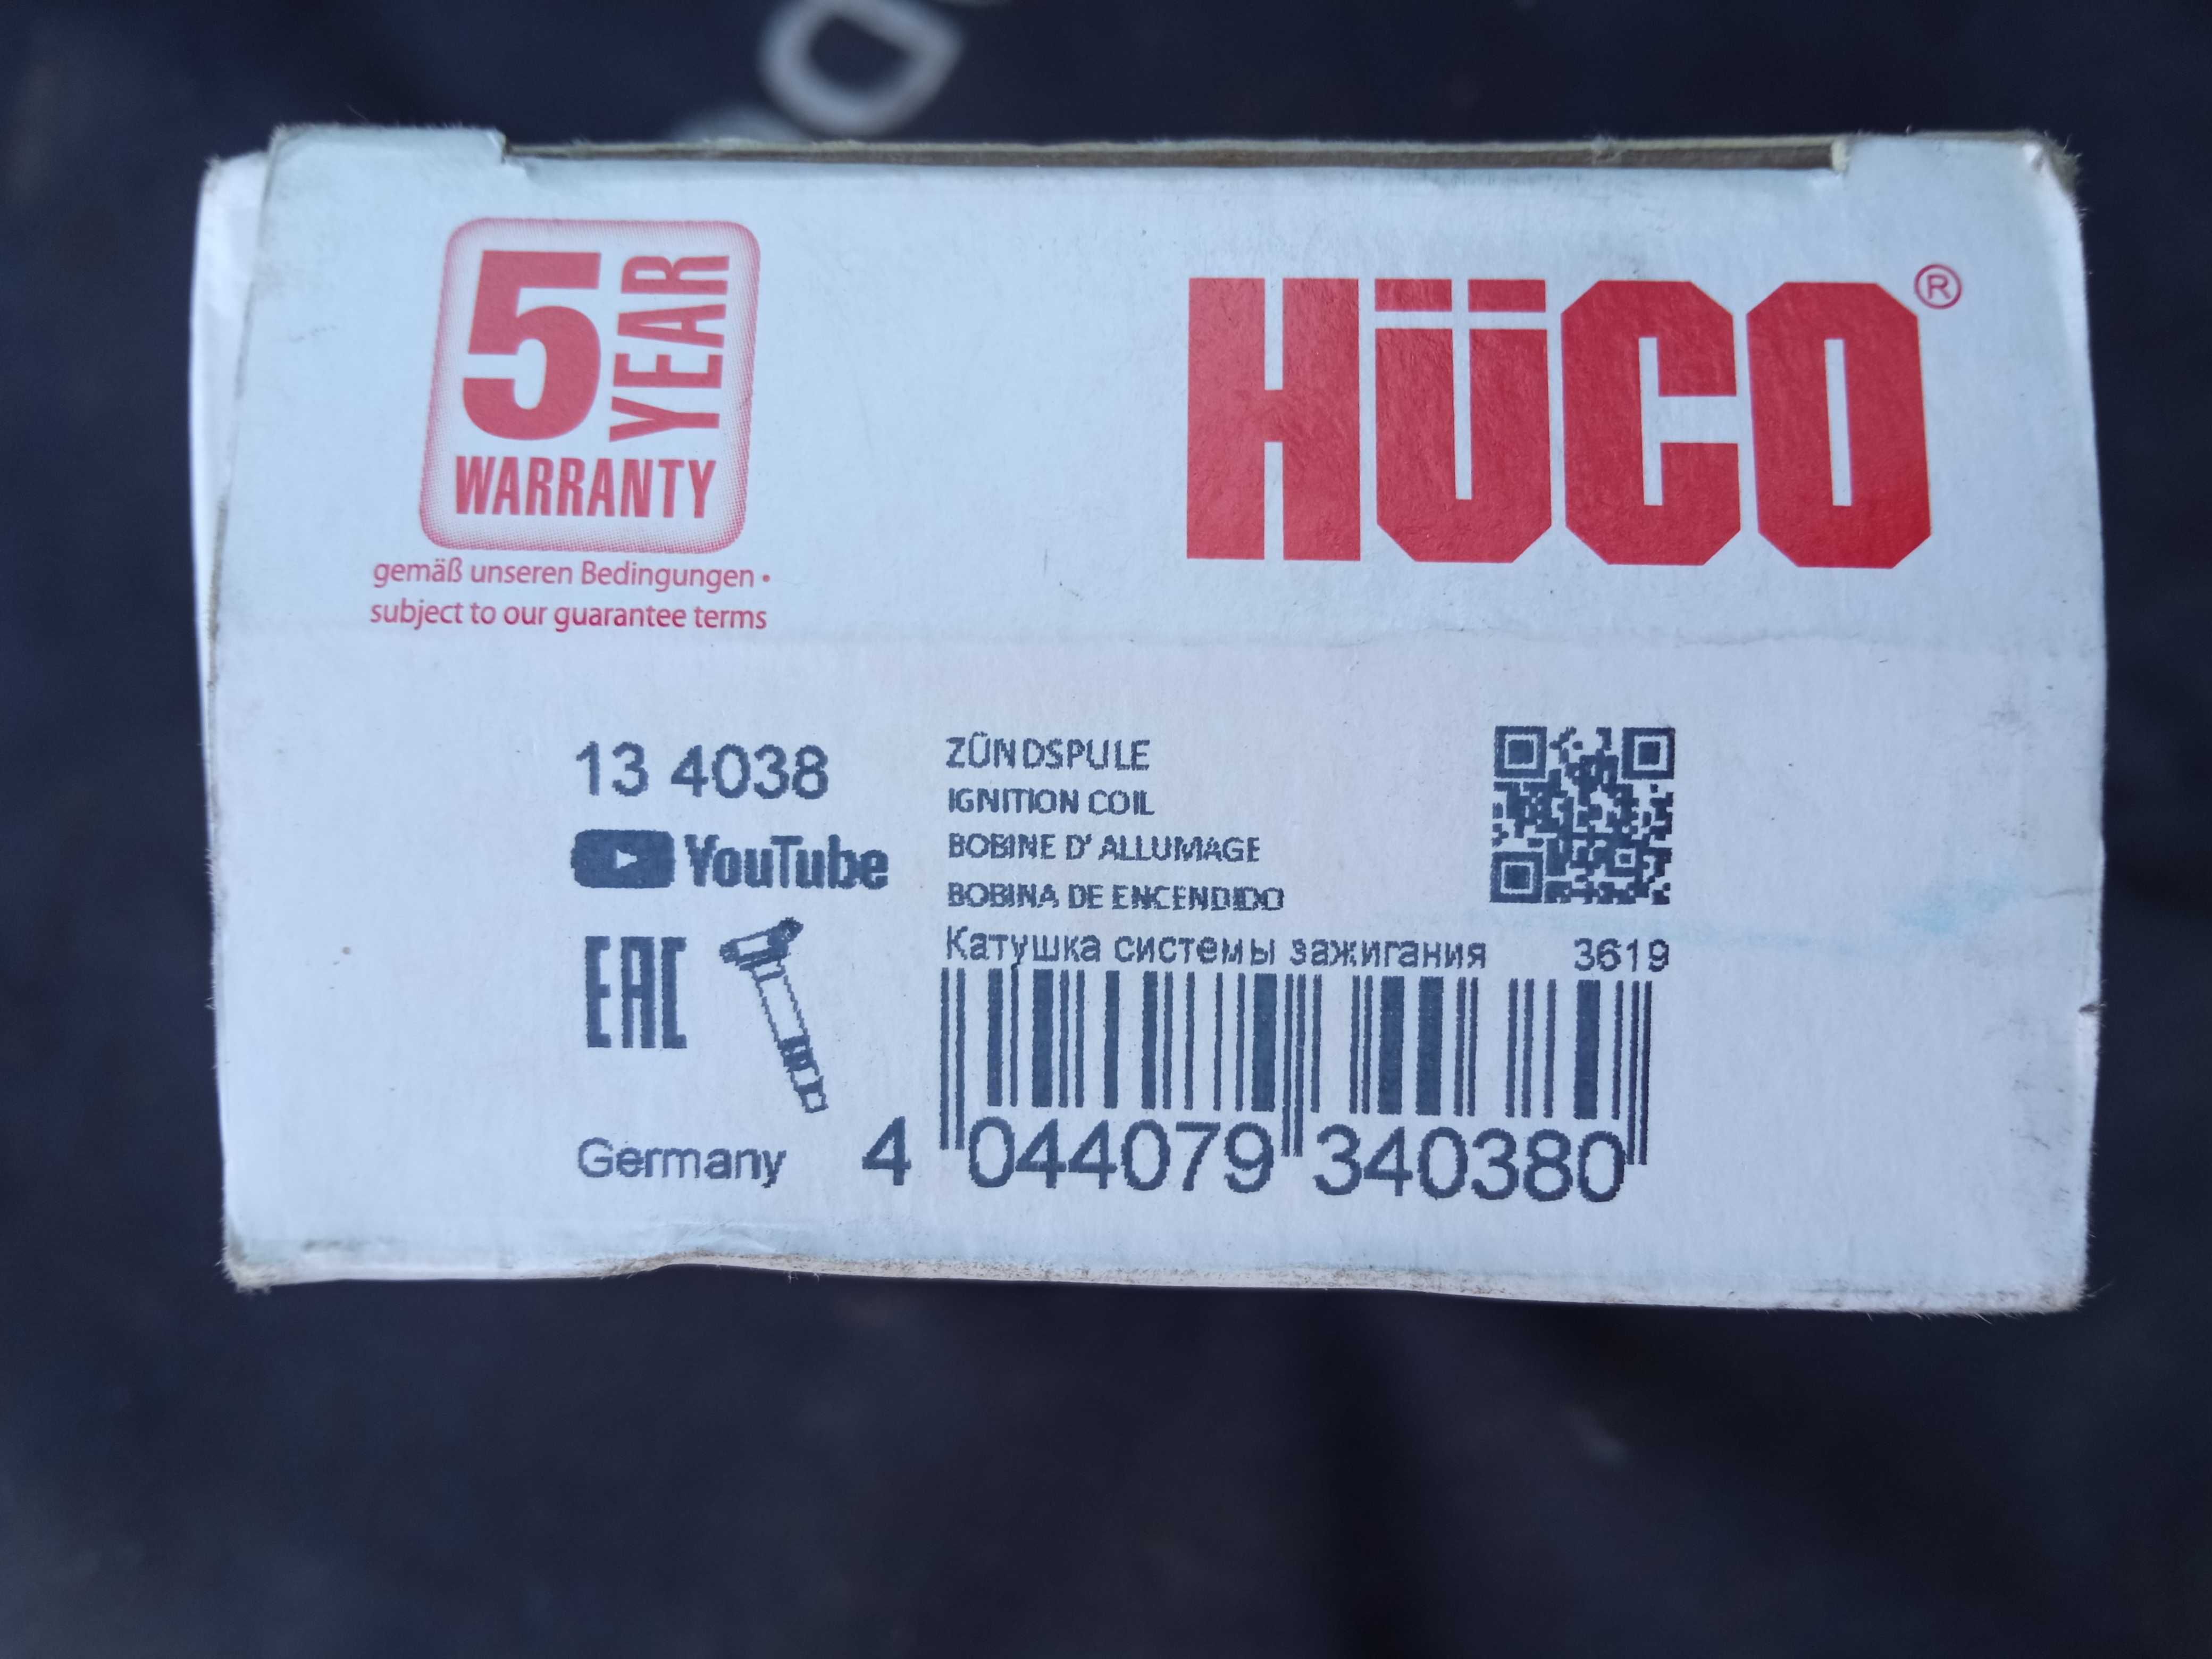 5 YEAR
WARRANTY
gemäß unseren Bedingungen •
subject to our guarantee terms
HÜCO®
13 4038
YouTube
EAC
Germany
ZÜNDSPULE
IGNITION COIL
BOBINE D' ALLUMAGE
BOBINA DE ENCENDIDO
Катушка системы зажигания 3619
4 044079 340380